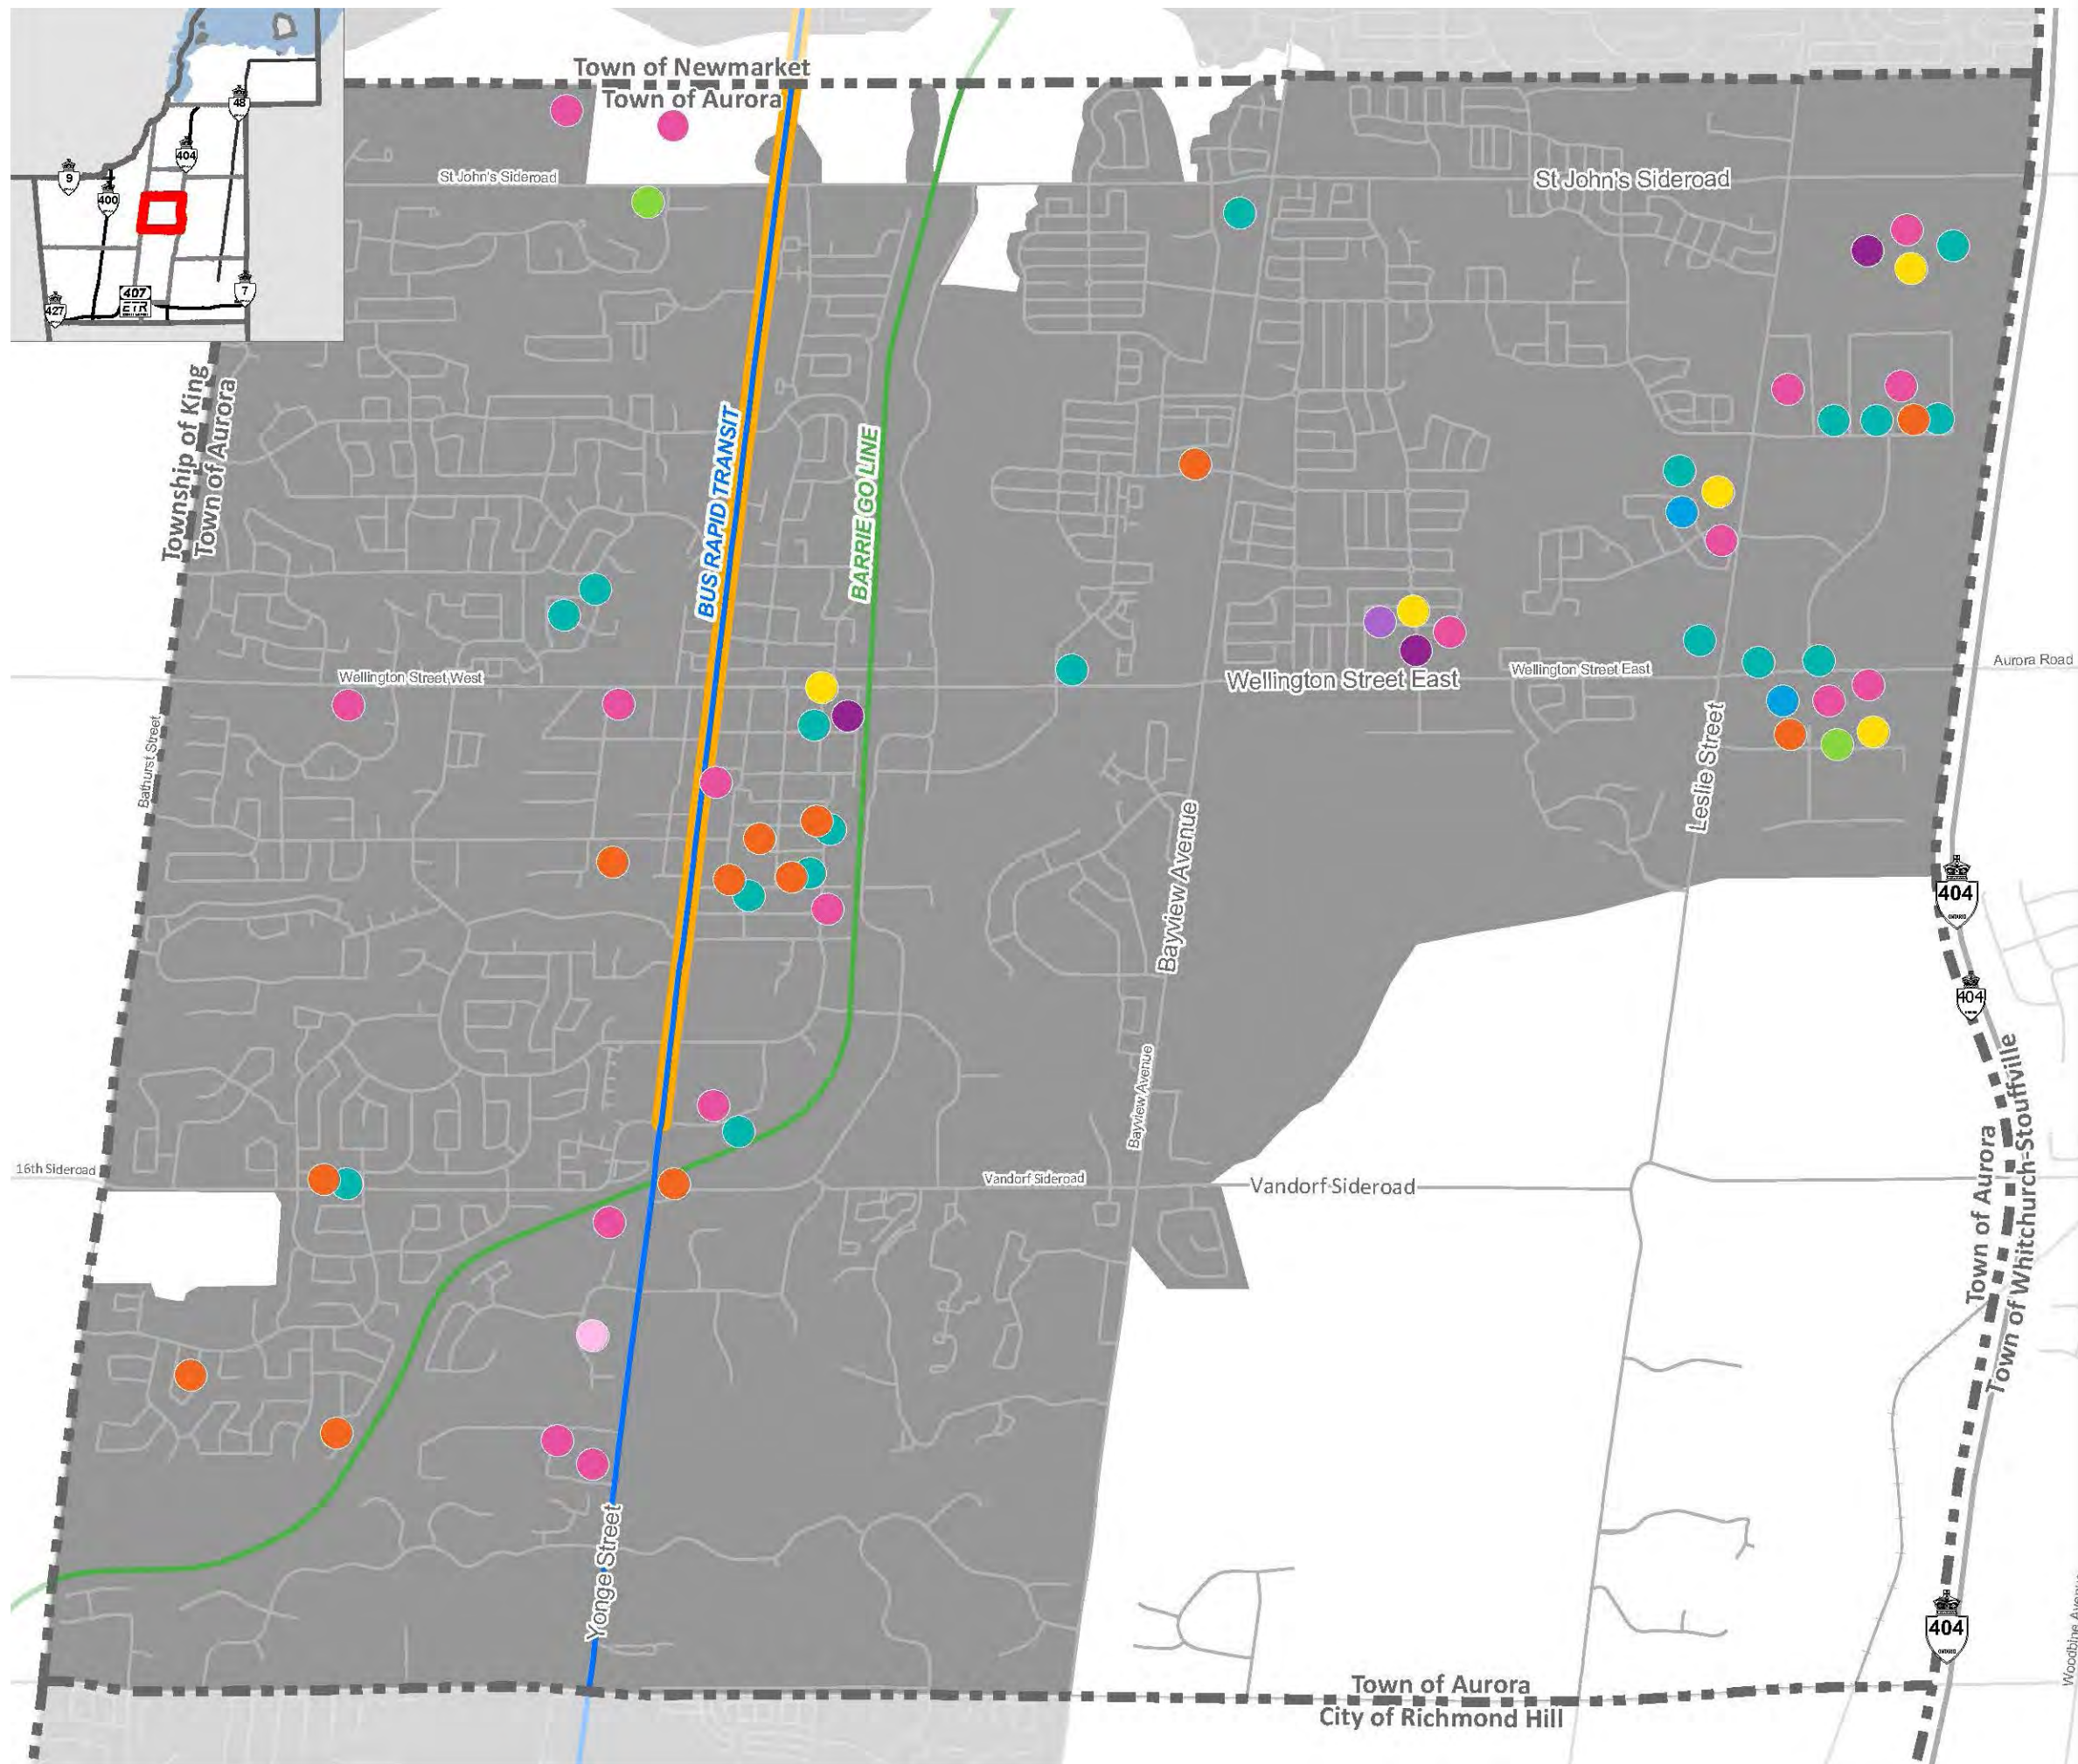 Town of Newmarket
Town of Aurora
48
404
9
400
407
ETR
7
427
St John's Sideroad
St John's Sideroad
Township of King
Town of Aurora
BUS RAPID TRANSIT
BARRIE GO LINE
Wellington Street West
Wellington Street East
Wellington Street East
Aurora Road
Bathurst Street
Leslie Street
Bayview Avenue
404
ONTARIO
404
Bayview Avenue
16th Sideroad
Vandorf Sideroad
Vandorf Sideroad
Town of Aurora
Town of Whitchurch-Stouffville
Yonge Street
404
ONTARIO
Woodbine Avenue
Town of Aurora
City of Richmond Hill